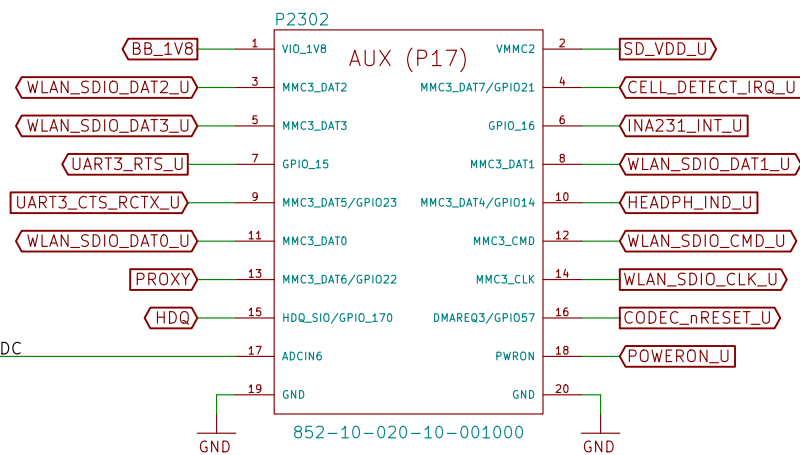 P2302
AUX (P17)
BB_1V8 1 VIO_1V8 VMMC2 2 SD_VDD_U
WLAN_SDIO_DAT2_U 3 MMC3_DAT2 MMC3_DAT7/GPIO21 4 CELL_DETECT_IRQ_U
WLAN_SDIO_DAT3_U 5 MMC3_DAT3 GPIO_16 6 INA231_INT_U
UART3_RTS_U 7 GPIO_15 MMC3_DAT1 8 WLAN_SDIO_DAT1_U
UART3_CTS_RCTX_U 9 MMC3_DAT5/GPIO23 MMC3_DAT4/GPIO14 10 HEADPH_IND_U
WLAN_SDIO_DAT0_U 11 MMC3_DAT0 MMC3_CMD 12 WLAN_SDIO_CMD_U
PROXY 13 MMC3_DAT6/GPIO22 MMC3_CLK 14 WLAN_SDIO_CLK_U
HDQ 15 HDQ_SIO/GPIO_170 DMAREQ3/GPIO57 16 CODEC_nRESET_U
DC 17 ADCIN6 PWRON 18 POWERON_U
19 GND GND 20
852-10-020-10-001000
GND GND